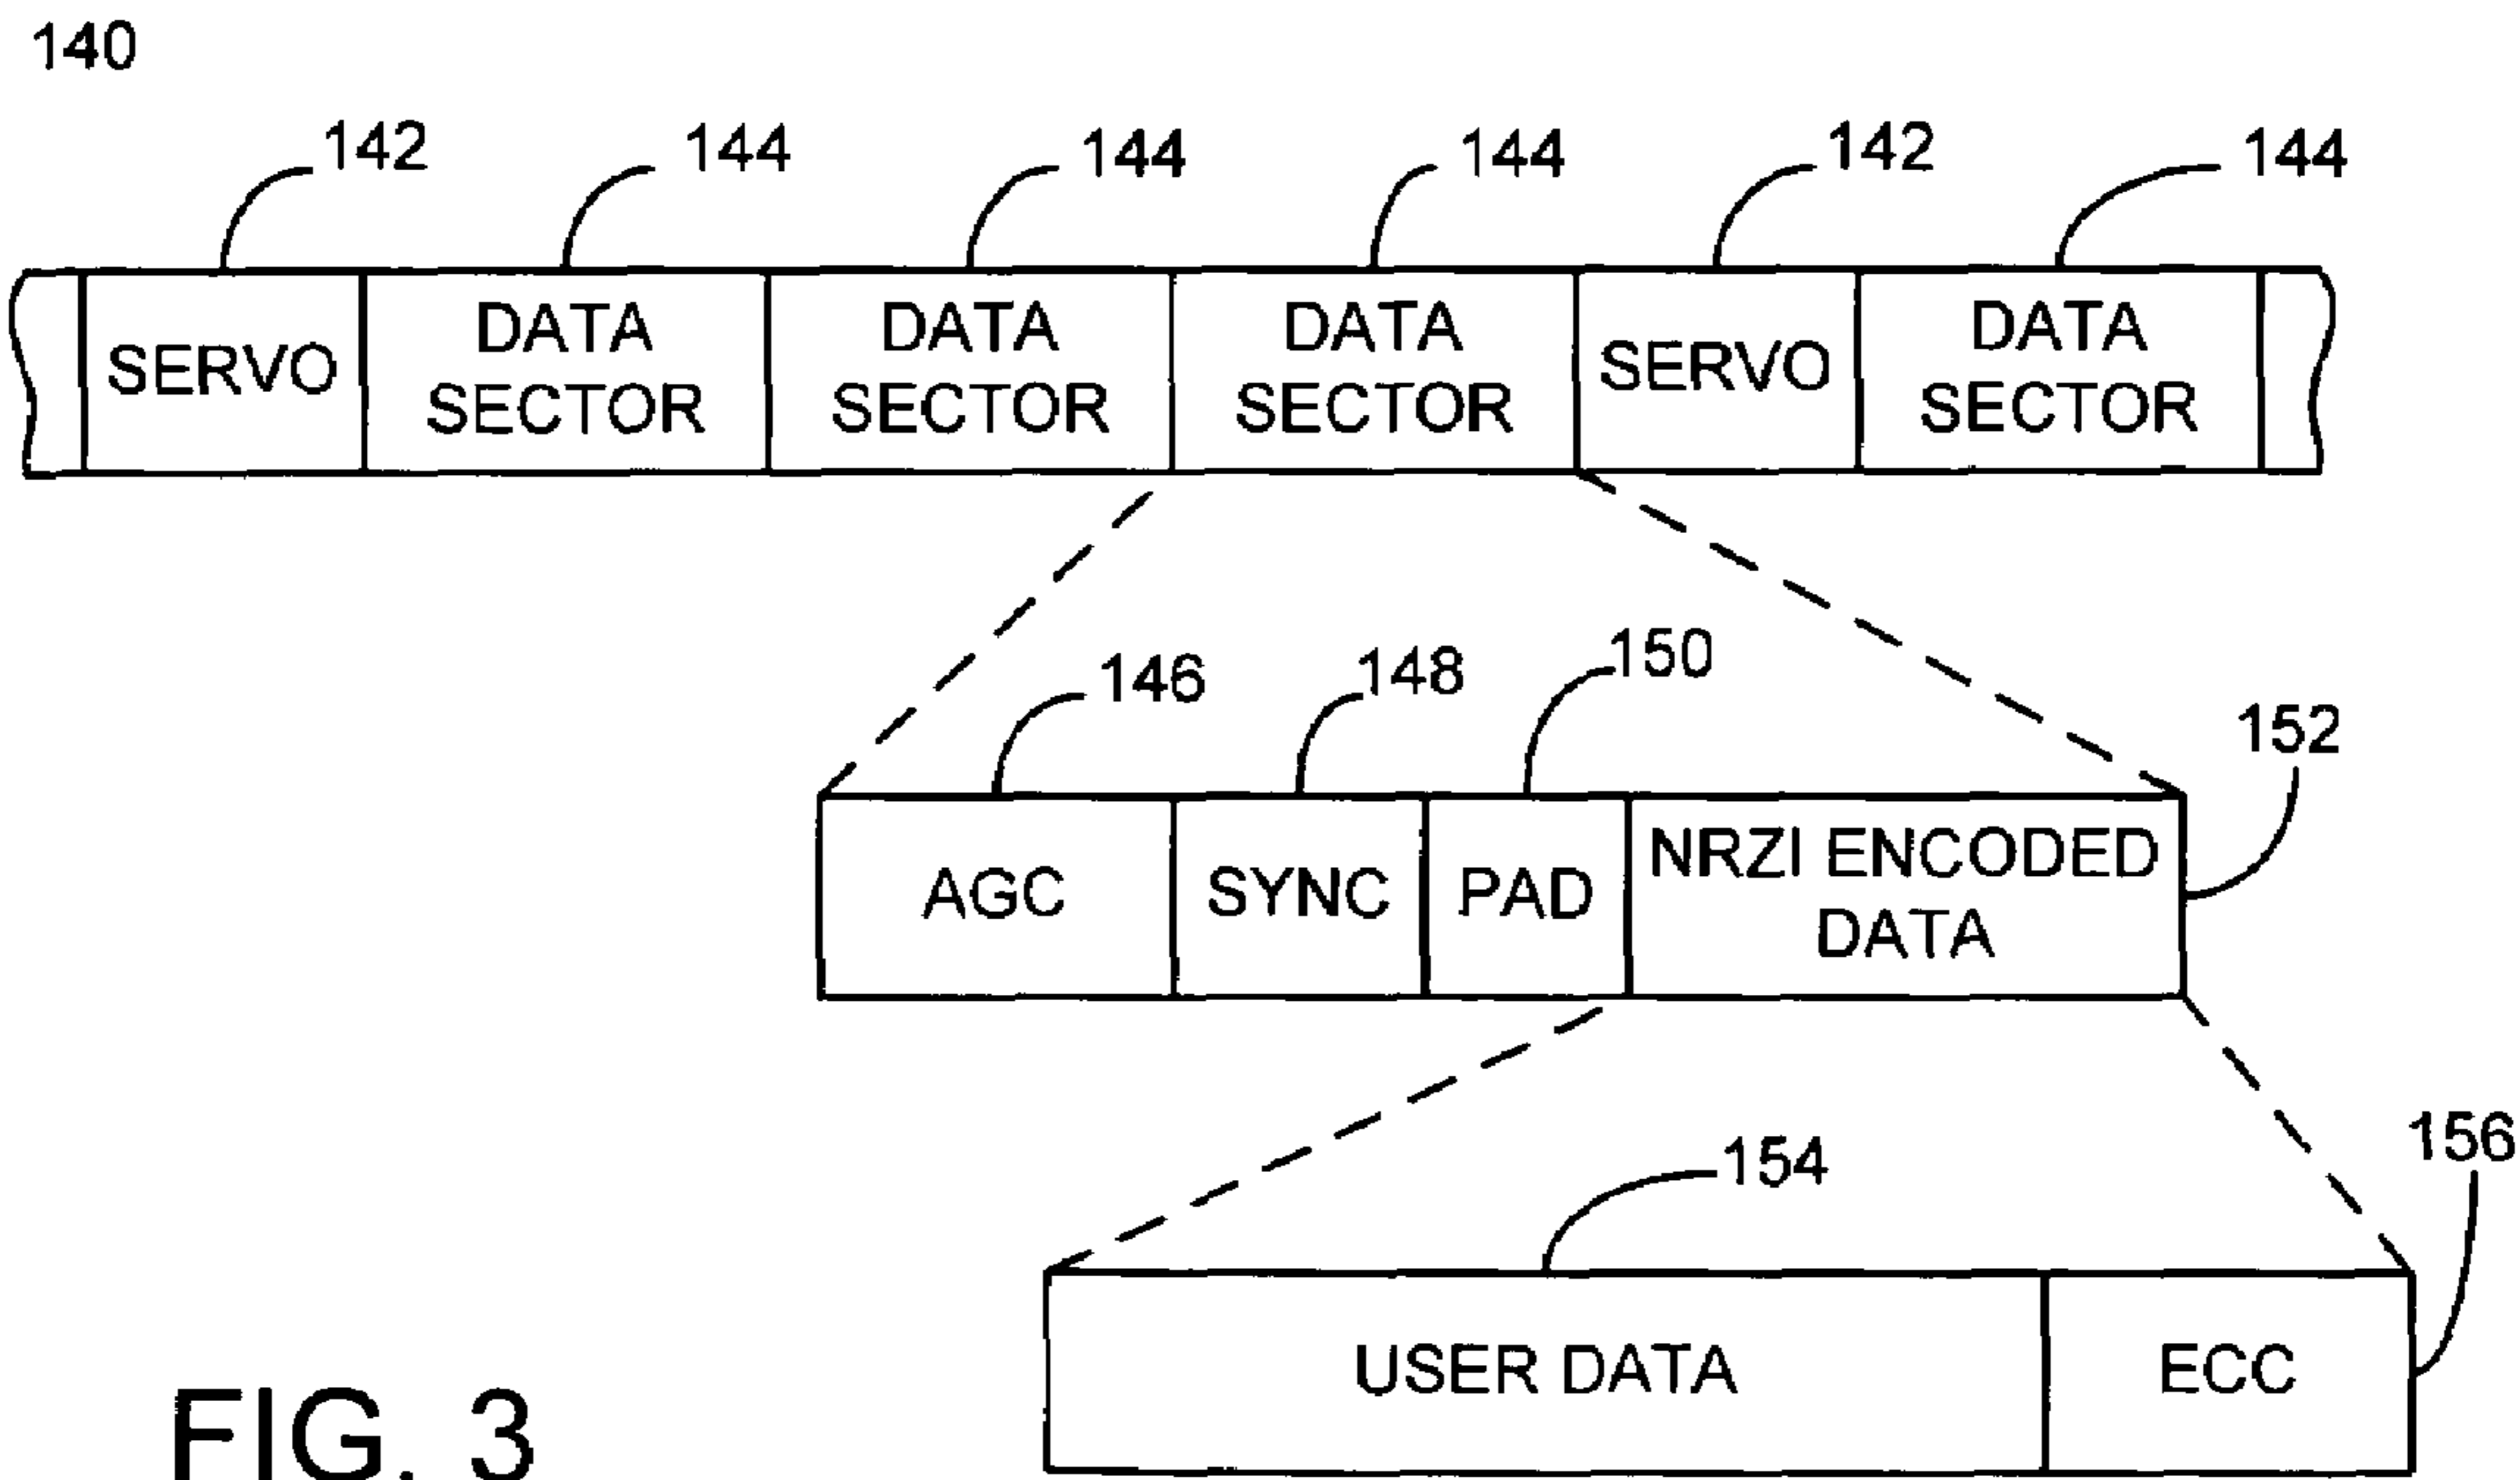 140
142 144 144 144 142 144
SERVO DATA SECTOR DATA SECTOR DATA SECTOR SERVO DATA SECTOR
146 148 150 152
AGC SYNC PAD NRZI ENCODED DATA
154 156
USER DATA ECC
FIG. 3